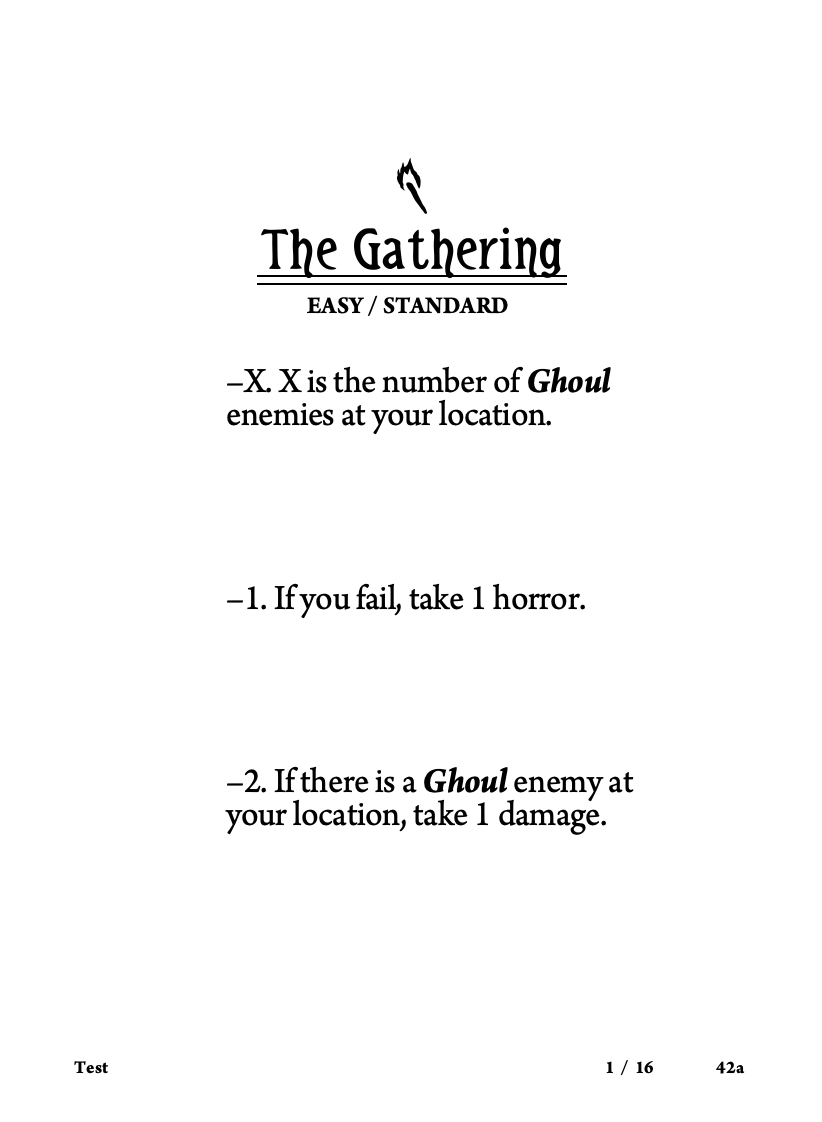 The Gathering
EASY / STANDARD
–X. X is the number of Ghoul
enemies at your location.
–1. If you fail, take 1 horror.
–2. If there is a Ghoul enemy at
your location, take 1 damage.
Test 1 / 16 42a